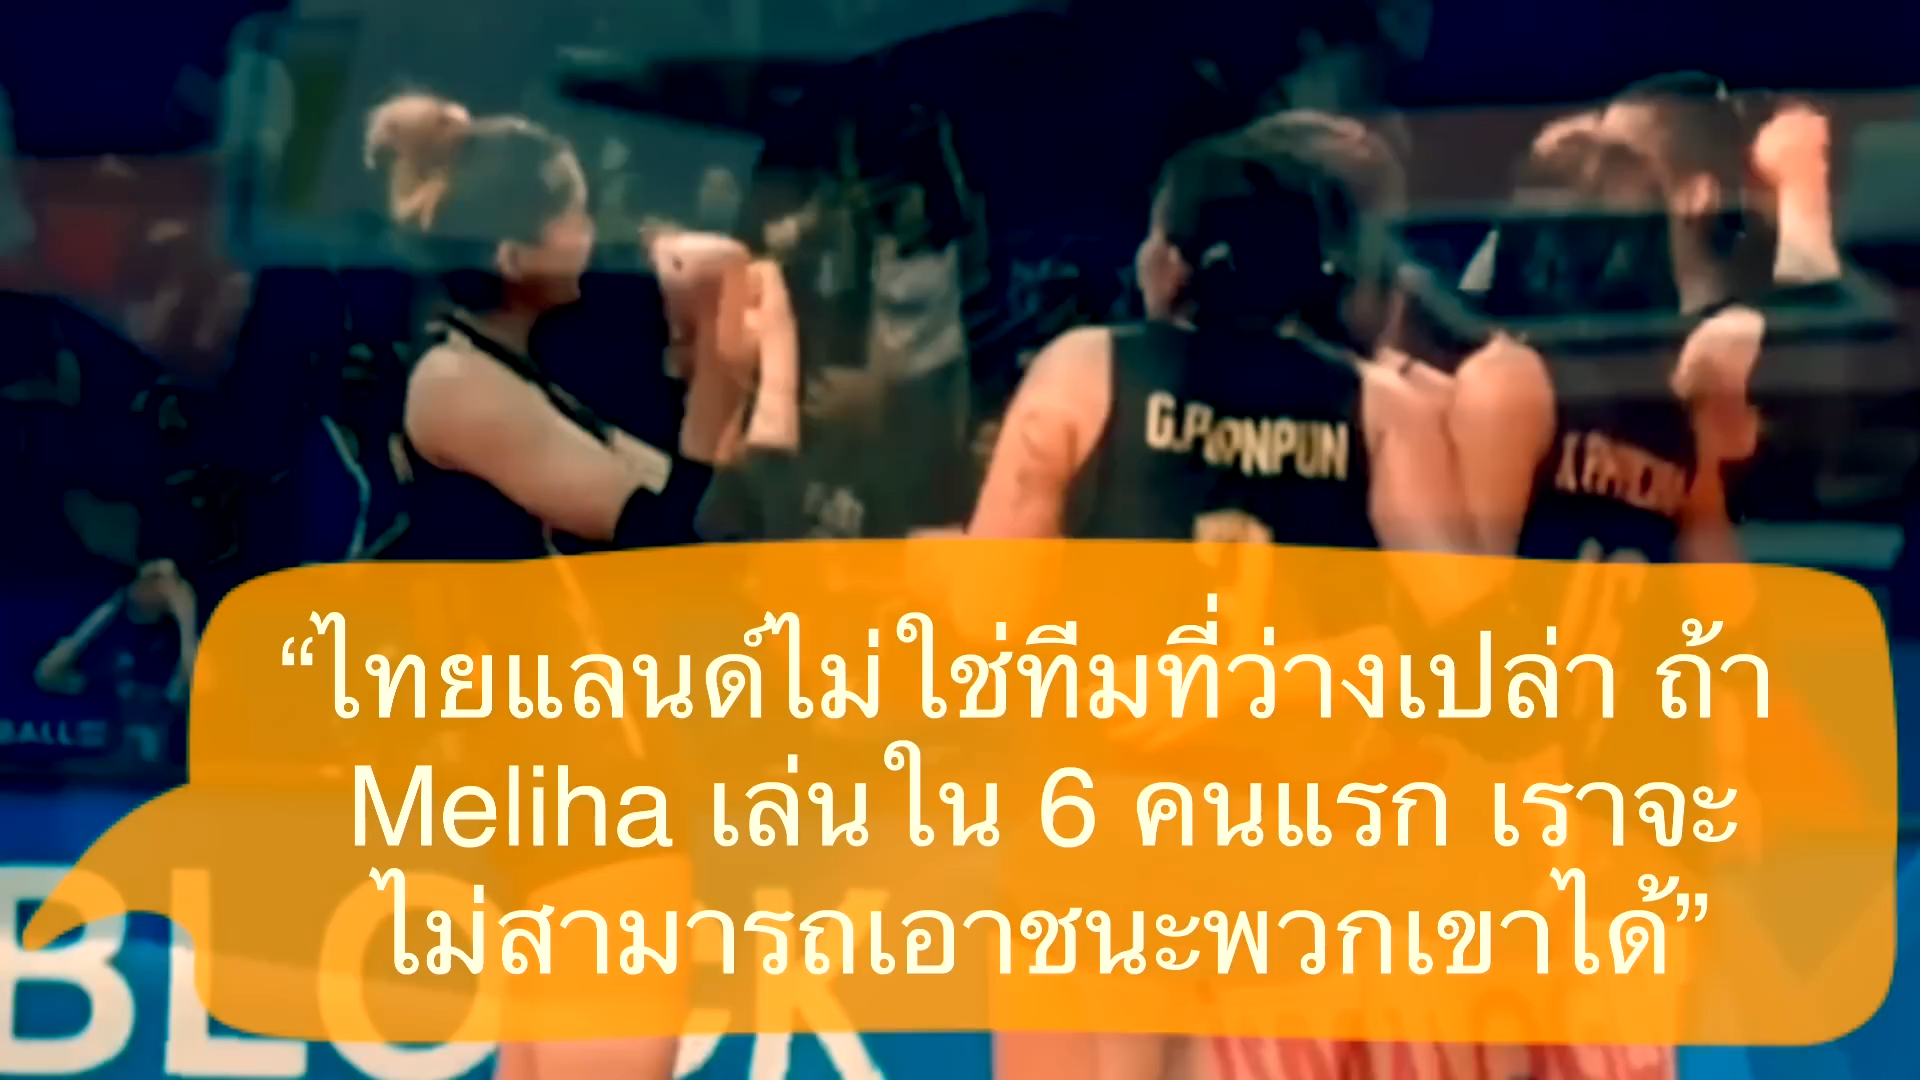 G.PORNPUN
“ไทยแลนด์ไม่ใช่ทีมที่ว่างเปล่า ถ้า
Meliha เล่นใน 6 คนแรก เราจะ
ไม่สามารถเอาชนะพวกเขาได้”
BLOCK